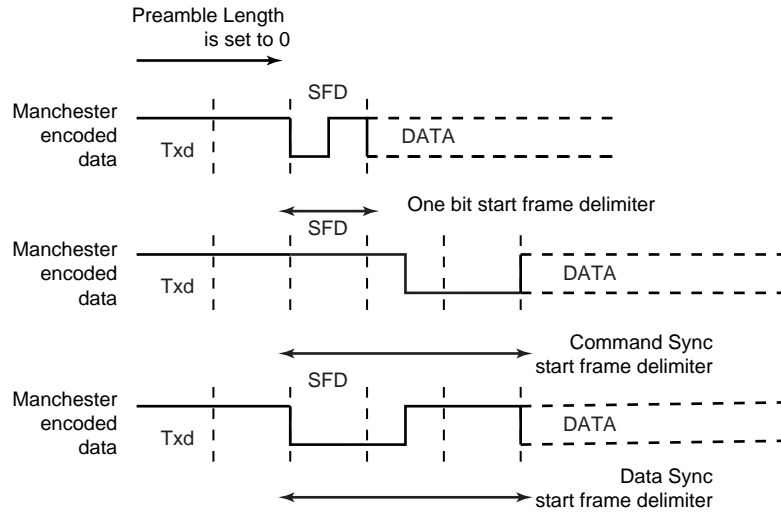 Preamble Length
is set to 0
SFD
Manchester
encoded
data
Txd
DATA
One bit start frame delimiter
SFD
Manchester
encoded
data
Txd
DATA
Command Sync
start frame delimiter
SFD
Manchester
encoded
data
Txd
DATA
Data Sync
start frame delimiter